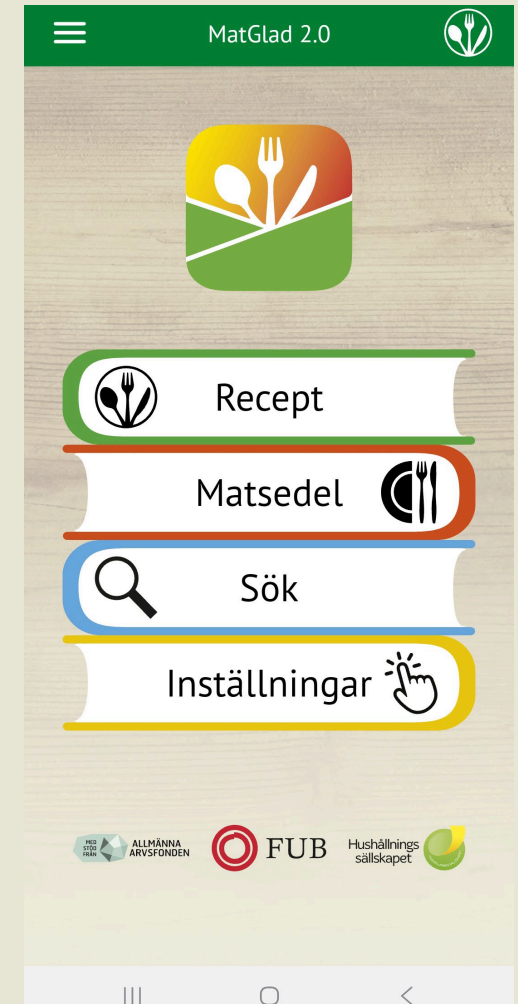 MatGlad 2.0
Recept
Matsedel
Sök
Inställningar
MED
STÖD
FRÅN
ALLMÄNNA
ARVSFONDEN
FUB
Hushållnings
sällskapet